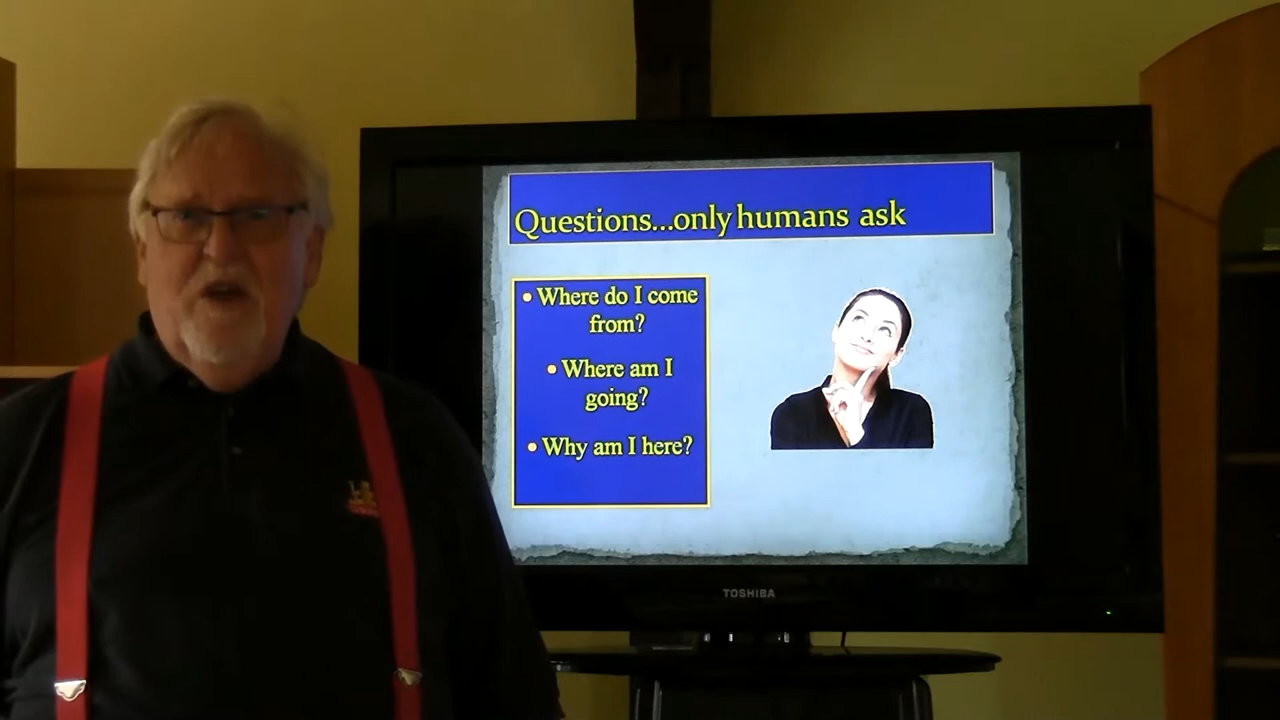 Questions...only humans ask
• Where do I come
from?
• Where am I
going?
• Why am I here?
TOSHIBA